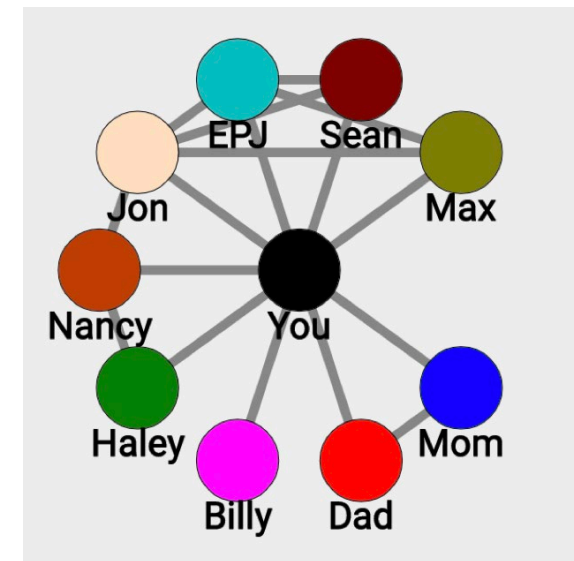 EPJ Sean
Jon Max
Nancy You
Haley Mom
Billy Dad